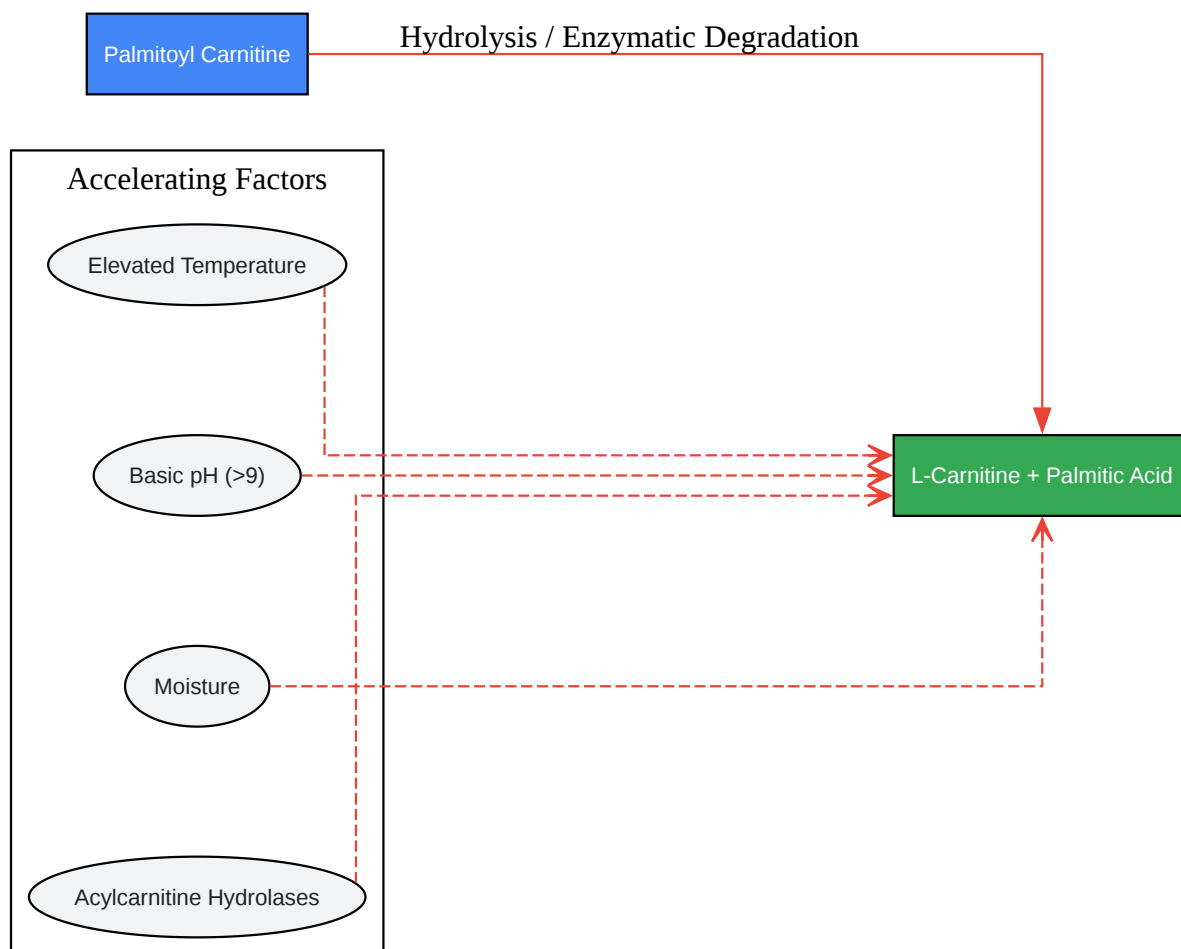 Palmitoyl Carnitine
Hydrolysis / Enzymatic Degradation
Accelerating Factors
Elevated Temperature
Basic pH (>9)
L-Carnitine + Palmitic Acid
Moisture
Acylcarnitine Hydrolases